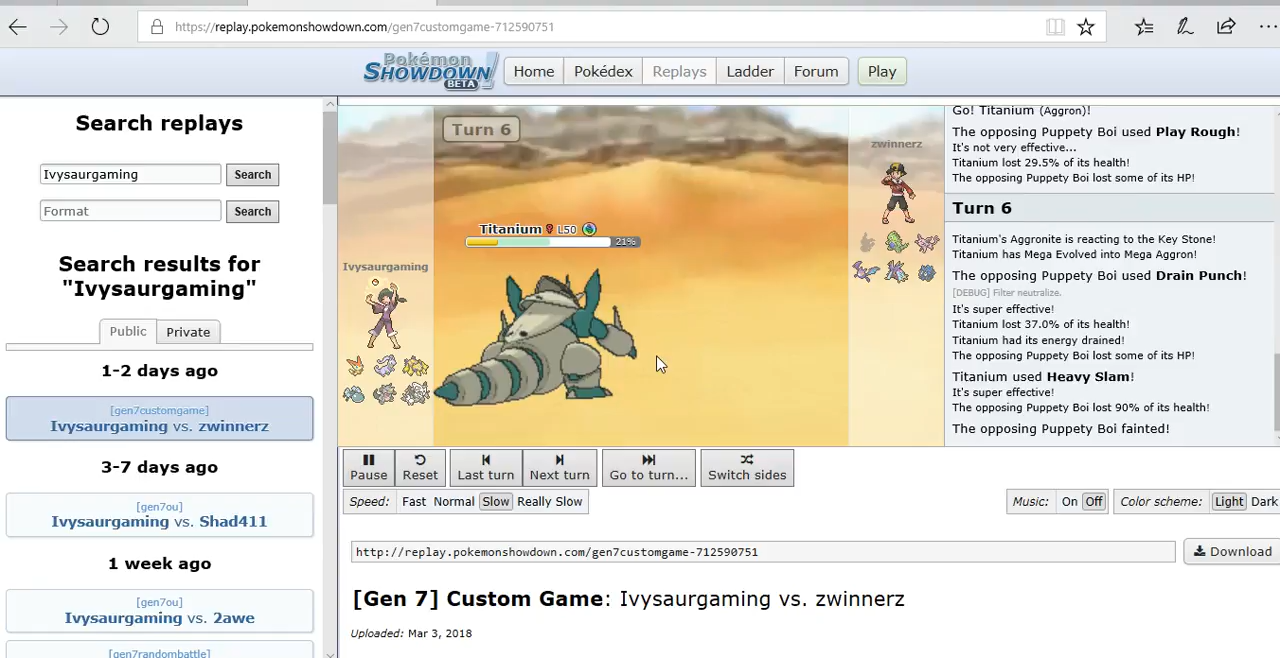 https://replay.pokemonshowdown.com/gen7customgame-712590751
Pokémon
SHOWDOWN
BETA
Home
Pokédex
Replays
Ladder
Forum
Play
Search replays
Ivysaurgaming
Search
Format
Search
Search results for
"Ivysaurgaming"
Public
Private
1-2 days ago
[gen7customgame]
Ivysaurgaming vs. zwinnerz
3-7 days ago
[gen7ou]
Ivysaurgaming vs. Shad411
1 week ago
[gen7ou]
Ivysaurgaming vs. 2awe
[gen7randombattle]
Turn 6
zwinnerz
Titanium L50
21%
Ivysaurgaming
Go! Titanium (Aggron)!
The opposing Puppety Boi used Play Rough!
It's not very effective...
Titanium lost 29.5% of its health!
The opposing Puppety Boi lost some of its HP!
Turn 6
Titanium's Aggronite is reacting to the Key Stone!
Titanium has Mega Evolved into Mega Aggron!
The opposing Puppety Boi used Drain Punch!
[DEBUG] Filter neutralize.
It's super effective!
Titanium lost 37.0% of its health!
Titanium had its energy drained!
The opposing Puppety Boi lost some of its HP!
Titanium used Heavy Slam!
It's super effective!
The opposing Puppety Boi lost 90% of its health!
The opposing Puppety Boi fainted!
Pause
Reset
Last turn
Next turn
Go to turn...
Switch sides
Speed: Fast Normal Slow Really Slow
Music: On Off
Color scheme: Light Dark
http://replay.pokemonshowdown.com/gen7customgame-712590751
Download
[Gen 7] Custom Game: Ivysaurgaming vs. zwinnerz
Uploaded: Mar 3, 2018